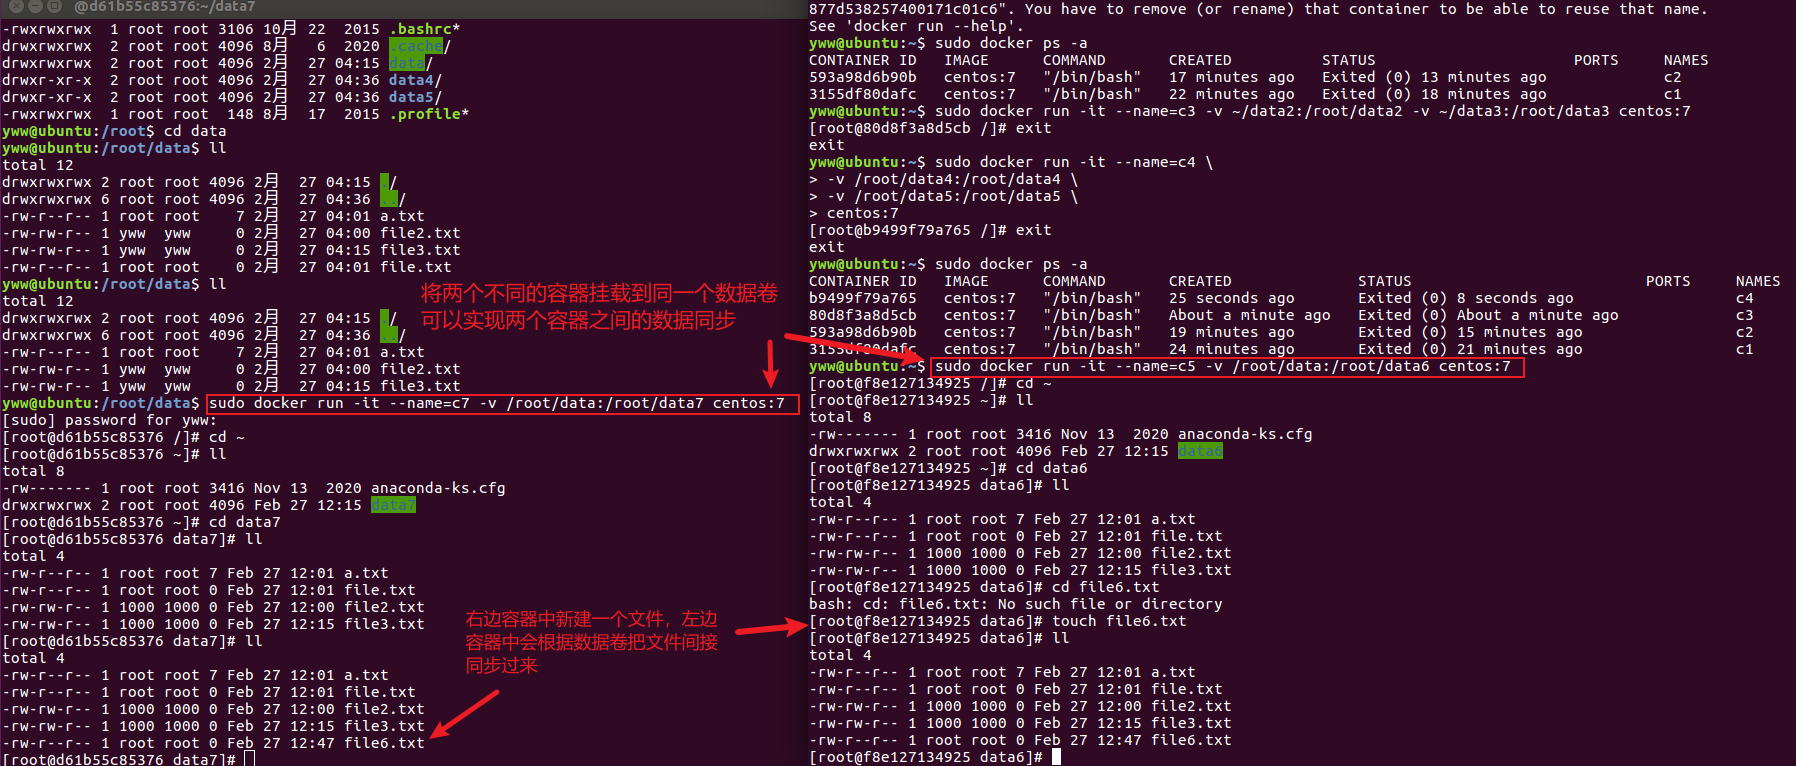 @d61b55c85376:~/data7
-rwxrwxrwx  1 root root 3106 10月 22  2015 .bashrc*
drwxrwxrwx  2 root root 4096 8月   6  2020 .cache/
drwxrwxrwx  2 root root 4096 2月  27 04:15 data/
drwxr-xr-x  2 root root 4096 2月  27 04:36 data4/
drwxr-xr-x  2 root root 4096 2月  27 04:36 data5/
-rwxrwxrwx  1 root root  148 8月  17  2015 .profile*
yww@ubuntu:/root$ cd data
yww@ubuntu:/root/data$ ll
total 12
drwxrwxrwx 2 root root 4096 2月  27 04:15 ./
drwxrwxrwx 6 root root 4096 2月  27 04:36 ../
-rw-r--r-- 1 root root    7 2月  27 04:01 a.txt
-rw-rw-r-- 1 yww  yww     0 2月  27 04:00 file2.txt
-rw-rw-r-- 1 yww  yww     0 2月  27 04:15 file3.txt
-rw-r--r-- 1 root root    0 2月  27 04:01 file.txt
yww@ubuntu:/root/data$ ll
total 12
drwxrwxrwx 2 root root 4096 2月  27 04:15 ./
drwxrwxrwx 6 root root 4096 2月  27 04:36 ../
-rw-r--r-- 1 root root    7 2月  27 04:01 a.txt
-rw-rw-r-- 1 yww  yww     0 2月  27 04:00 file2.txt
-rw-rw-r-- 1 yww  yww     0 2月  27 04:15 file3.txt
yww@ubuntu:/root/data$ sudo docker run -it --name=c7 -v /root/data:/root/data7 centos:7
[sudo] password for yww:
[root@d61b55c85376 /]# cd ~
[root@d61b55c85376 ~]# ll
total 8
-rw------- 1 root root 3416 Nov 13  2020 anaconda-ks.cfg
drwxrwxrwx 2 root root 4096 Feb 27 12:15 data7
[root@d61b55c85376 ~]# cd data7
[root@d61b55c85376 data7]# ll
total 4
-rw-r--r-- 1 root root 7 Feb 27 12:01 a.txt
-rw-r--r-- 1 root root 0 Feb 27 12:01 file.txt
-rw-rw-r-- 1 1000 1000 0 Feb 27 12:00 file2.txt
-rw-rw-r-- 1 1000 1000 0 Feb 27 12:15 file3.txt
[root@d61b55c85376 data7]# ll
total 4
-rw-r--r-- 1 root root 7 Feb 27 12:01 a.txt
-rw-r--r-- 1 root root 0 Feb 27 12:01 file.txt
-rw-rw-r-- 1 1000 1000 0 Feb 27 12:00 file2.txt
-rw-rw-r-- 1 1000 1000 0 Feb 27 12:15 file3.txt
-rw-r--r-- 1 root root 0 Feb 27 12:47 file6.txt
[root@d61b55c85376 data7]#
将两个不同的容器挂载到同一个数据卷
可以实现两个容器之间的数据同步
右边容器中新建一个文件，左边
容器中会根据数据卷把文件间接
同步过来
877d538257400171c01c6". You have to remove (or rename) that container to be able to reuse that name.
See 'docker run --help'.
yww@ubuntu:~$ sudo docker ps -a
CONTAINER ID   IMAGE      COMMAND       CREATED          STATUS                      PORTS     NAMES
593a98d6b90b   centos:7   "/bin/bash"   17 minutes ago   Exited (0) 13 minutes ago             c2
3155df80dafc   centos:7   "/bin/bash"   22 minutes ago   Exited (0) 18 minutes ago             c1
yww@ubuntu:~$ sudo docker run -it --name=c3 -v ~/data2:/root/data2 -v ~/data3:/root/data3 centos:7
[root@80d8f3a8d5cb /]# exit
exit
yww@ubuntu:~$ sudo docker run -it --name=c4 \
> -v /root/data4:/root/data4 \
> -v /root/data5:/root/data5 \
> centos:7
[root@b9499f79a765 /]# exit
exit
yww@ubuntu:~$ sudo docker ps -a
CONTAINER ID   IMAGE      COMMAND       CREATED              STATUS                          PORTS     NAMES
b9499f79a765   centos:7   "/bin/bash"   25 seconds ago       Exited (0) 8 seconds ago                  c4
80d8f3a8d5cb   centos:7   "/bin/bash"   About a minute ago   Exited (0) About a minute ago             c3
593a98d6b90b   centos:7   "/bin/bash"   19 minutes ago       Exited (0) 15 minutes ago                 c2
3155df80dafc   centos:7   "/bin/bash"   24 minutes ago       Exited (0) 21 minutes ago                 c1
yww@ubuntu:~$ sudo docker run -it --name=c5 -v /root/data:/root/data6 centos:7
[root@f8e127134925 /]# cd ~
[root@f8e127134925 ~]# ll
total 8
-rw------- 1 root root 3416 Nov 13  2020 anaconda-ks.cfg
drwxrwxrwx 2 root root 4096 Feb 27 12:15 data6
[root@f8e127134925 ~]# cd data6
[root@f8e127134925 data6]# ll
total 4
-rw-r--r-- 1 root root 7 Feb 27 12:01 a.txt
-rw-r--r-- 1 root root 0 Feb 27 12:01 file.txt
-rw-rw-r-- 1 1000 1000 0 Feb 27 12:00 file2.txt
-rw-rw-r-- 1 1000 1000 0 Feb 27 12:15 file3.txt
[root@f8e127134925 data6]# cd file6.txt
bash: cd: file6.txt: No such file or directory
[root@f8e127134925 data6]# touch file6.txt
[root@f8e127134925 data6]# ll
total 4
-rw-r--r-- 1 root root 7 Feb 27 12:01 a.txt
-rw-r--r-- 1 root root 0 Feb 27 12:01 file.txt
-rw-rw-r-- 1 1000 1000 0 Feb 27 12:00 file2.txt
-rw-rw-r-- 1 1000 1000 0 Feb 27 12:15 file3.txt
-rw-r--r-- 1 root root 0 Feb 27 12:47 file6.txt
[root@f8e127134925 data6]#